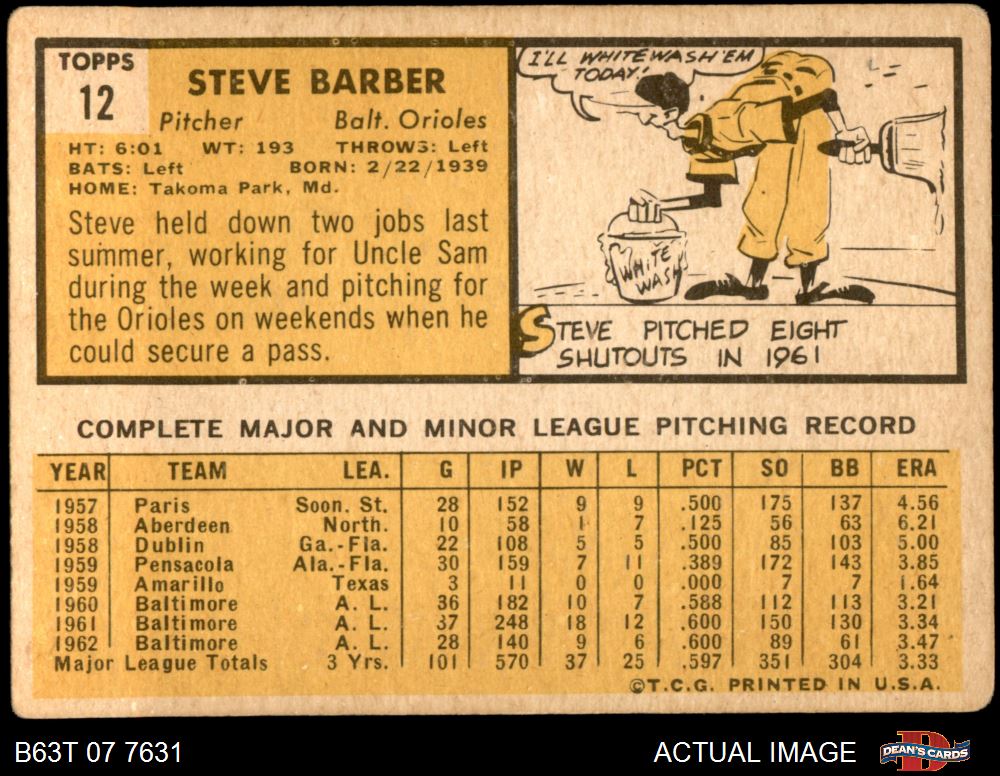 TOPPS
12
STEVE BARBER
Pitcher Balt. Orioles
HT: 6:01 WT: 193 THROWS: Left
BATS: Left BORN: 2/22/1939
HOME: Takoma Park, Md.
Steve held down two jobs last
summer, working for Uncle Sam
during the week and pitching for
the Orioles on weekends when he
could secure a pass.
I'LL WHITEWASH 'EM
TODAY!
WHITE
WASH
STEVE PITCHED EIGHT
SHUTOUTS IN 1961
COMPLETE MAJOR AND MINOR LEAGUE PITCHING RECORD
YEAR TEAM LEA. G IP W L PCT SO BB ERA
1957 Paris Soon. St. 28 152 9 9 .500 175 137 4.56
1958 Aberdeen North. 10 58 1 7 .125 56 63 6.21
1958 Dublin Ga.-Fla. 22 108 5 5 .500 85 103 5.00
1959 Pensacola Ala.-Fla. 30 159 7 11 .389 172 143 3.85
1959 Amarillo Texas 3 11 0 0 .000 7 7 1.64
1960 Baltimore A. L. 36 182 10 7 .588 112 113 3.21
1961 Baltimore A. L. 37 248 18 12 .600 150 130 3.34
1962 Baltimore A. L. 28 140 9 6 .600 89 61 3.47
Major League Totals 3 Yrs. 101 570 37 25 .597 351 304 3.33
©T.C.G. PRINTED IN U.S.A.
B63T 07 7631 ACTUAL IMAGE DEAN'S CARDS